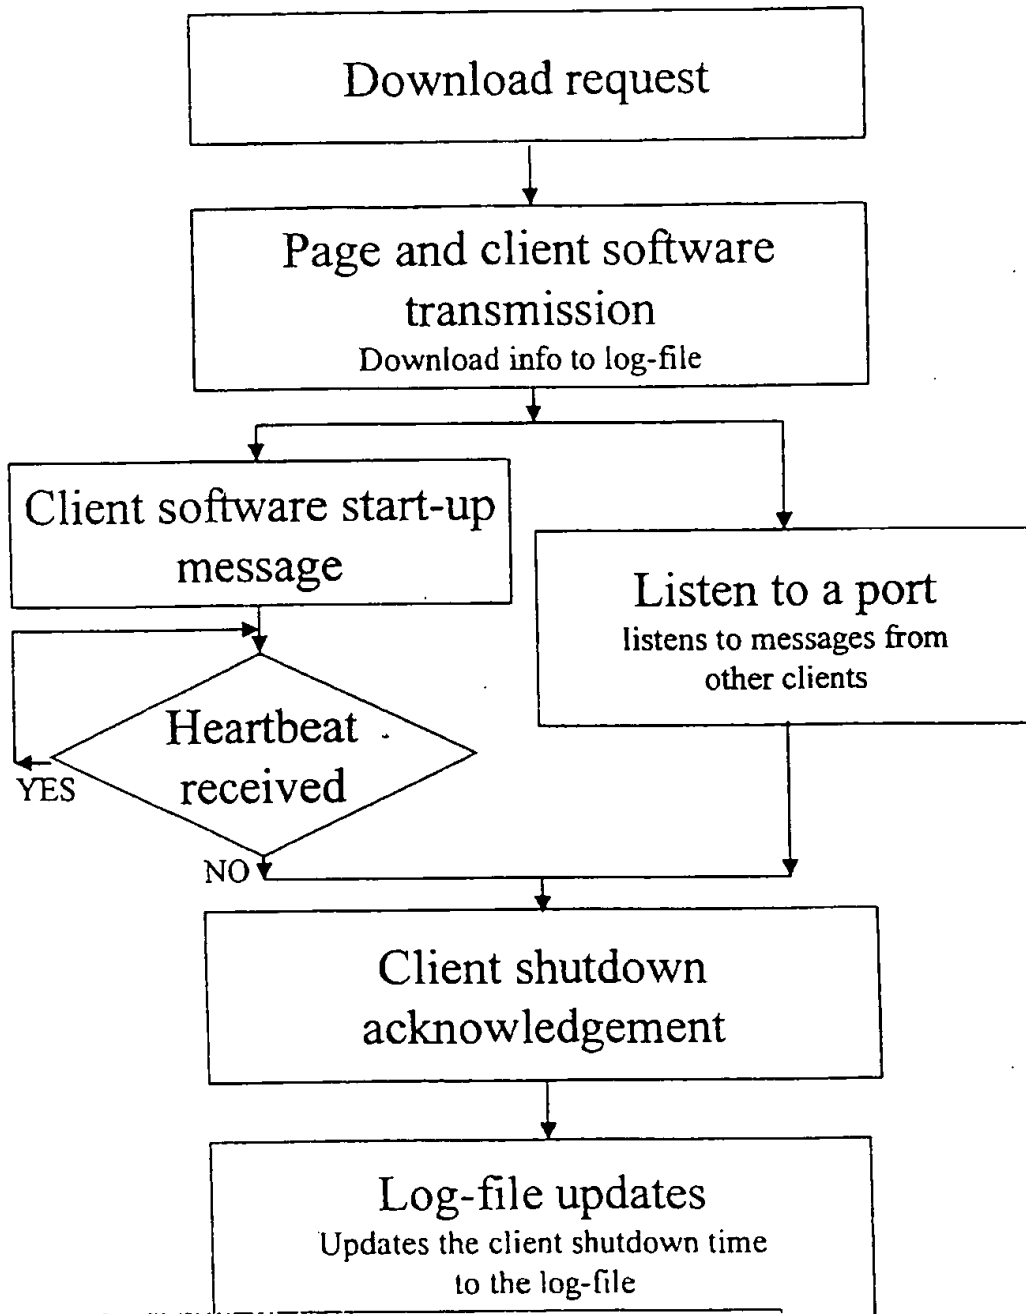 Download request
Page and client software
transmission
Download info to log-file
Client software start-up
message
Listen to a port
listens to messages from
other clients
Heartbeat
received
YES
NO
Client shutdown
acknowledgement
Log-file updates
Updates the client shutdown time
to the log-file